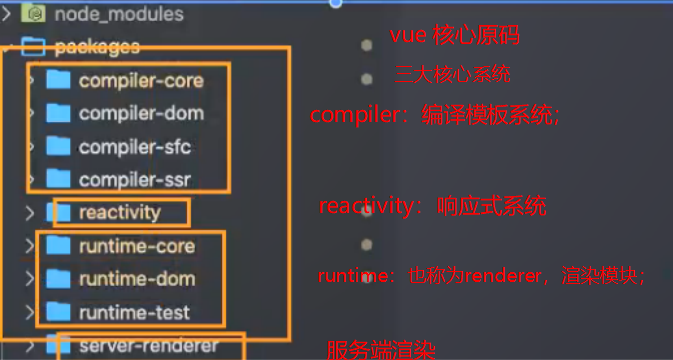 node_modules
packages
vue 核心原码
compiler-core
三大核心系统
compiler-dom
compiler：编译模板系统；
compiler-sfc
compiler-ssr
reactivity
reactivity：响应式系统
runtime-core
runtime-dom
runtime：也称为renderer，渲染模块；
runtime-test
server-renderer
服务端渲染